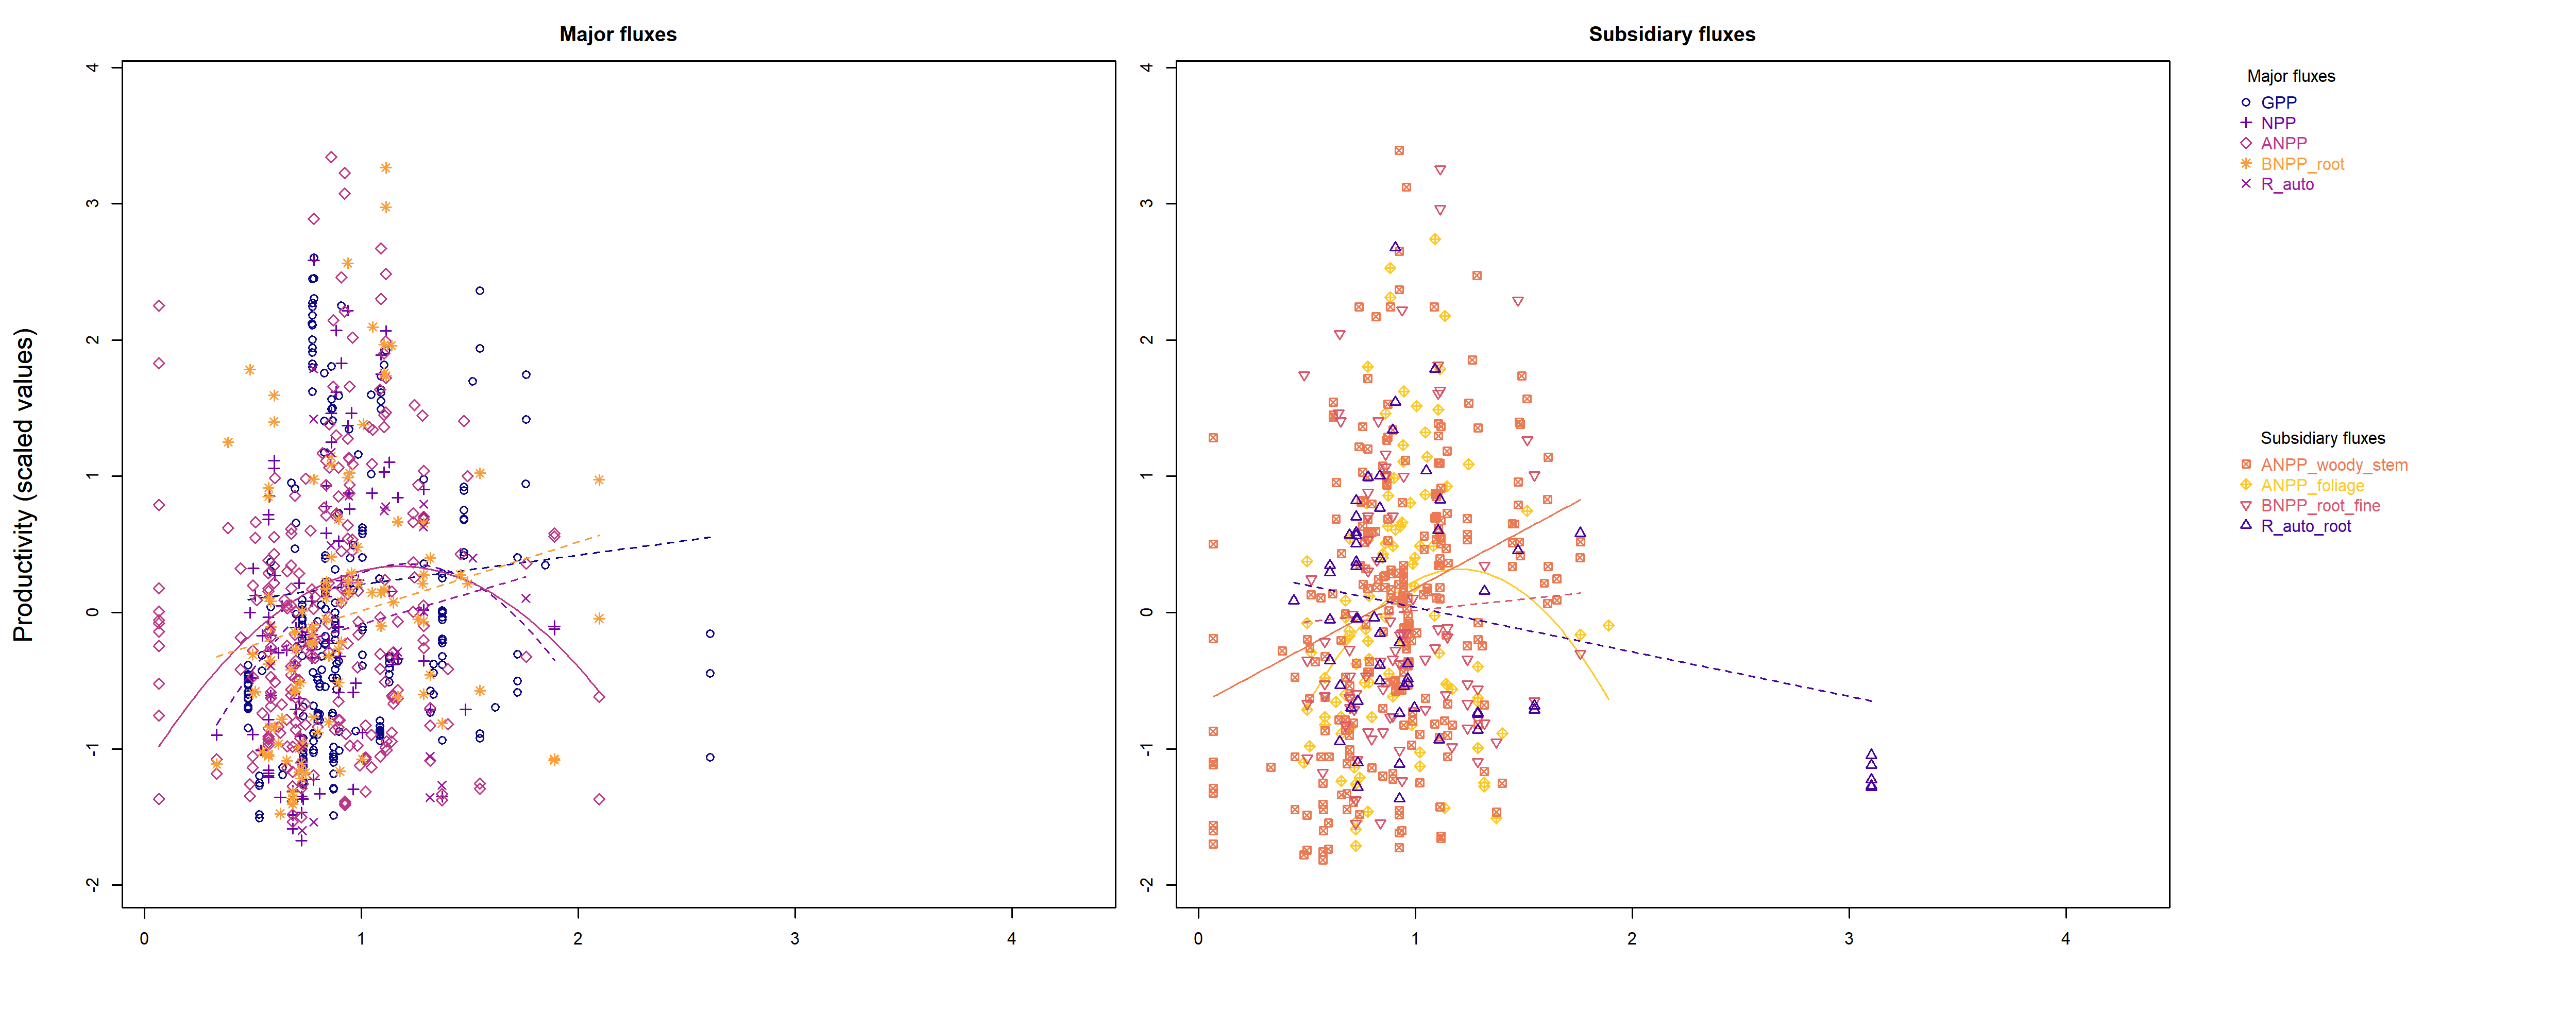 Major fluxes
Subsidiary fluxes
Productivity (scaled values)
4
3
2
1
0
-1
-2
0 1 2 3 4
4
3
2
1
0
-1
-2
0 1 2 3 4
Major fluxes
GPP
NPP
ANPP
BNPP_root
R_auto
Subsidiary fluxes
ANPP_woody_stem
ANPP_foliage
BNPP_root_fine
R_auto_root